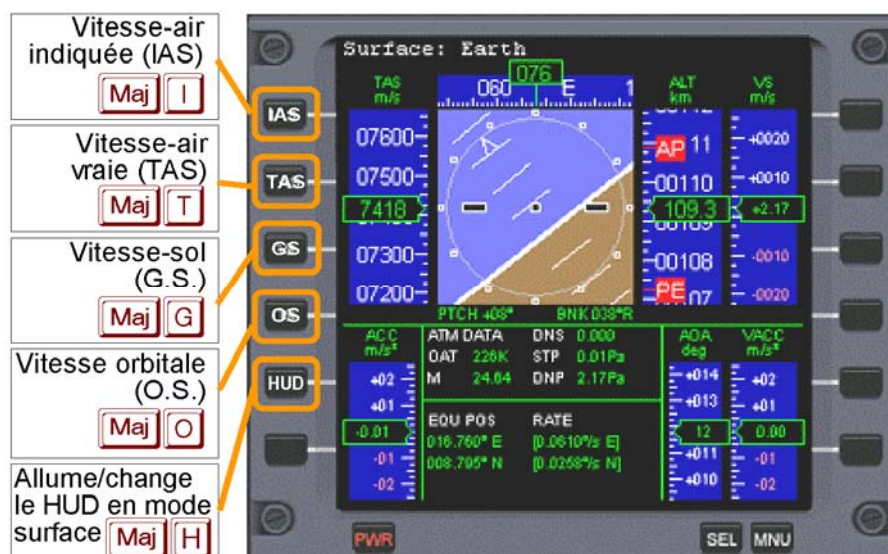 Vitesse-air
indiquée (IAS)
Maj I
Vitesse-air
vraie (TAS)
Maj T
Vitesse-sol
(G.S.)
Maj G
Vitesse orbitale
(O.S.)
Maj O
Allume/change
le HUD en mode
surface Maj H
IAS
TAS
GS
OS
HUD
Surface: Earth
TAS
m/s
060 076 E 1
ALT
km
VS
m/s
07600
07500
7418
07300
07200
AP 11
00110
109.3
00109
00108
PE 07
+0020
+0010
+2.17
-0010
-0020
PTCH +08° BNK 038°R
ACC
m/s²
+02
+01
-0.01
-01
-02
ATM DATA DNS 0.000
OAT 226K STP 0.01Pa
M 24.64 DNP 2.17Pa
EQU POS RATE
016.760° E [0.0610°/s E]
008.795° N [0.0258°/s N]
AOA
deg
+014
+013
12
+011
+010
VACC
m/s²
+02
+01
0.00
-01
-02
PWR SEL MNU